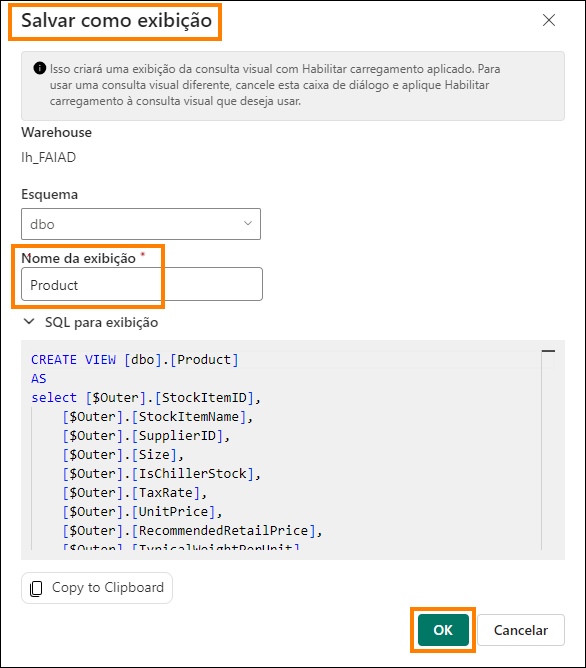 Salvar como exibição
Isso criará uma exibição da consulta visual com Habilitar carregamento aplicado. Para
usar uma consulta visual diferente, cancele esta caixa de diálogo e aplique Habilitar
carregamento à consulta visual que deseja usar.
Warehouse
lh_FAIAD
Esquema
dbo
Nome da exibição *
Product
SQL para exibição
CREATE VIEW [dbo].[Product]
AS
select [$Outer].[StockItemID],
[$Outer].[StockItemName],
[$Outer].[SupplierID],
[$Outer].[Size],
[$Outer].[IsChillerStock],
[$Outer].[TaxRate],
[$Outer].[UnitPrice],
[$Outer].[RecommendedRetailPrice],
[$Outer].[TypicalWeightPerUnit]
Copy to Clipboard
OK Cancelar